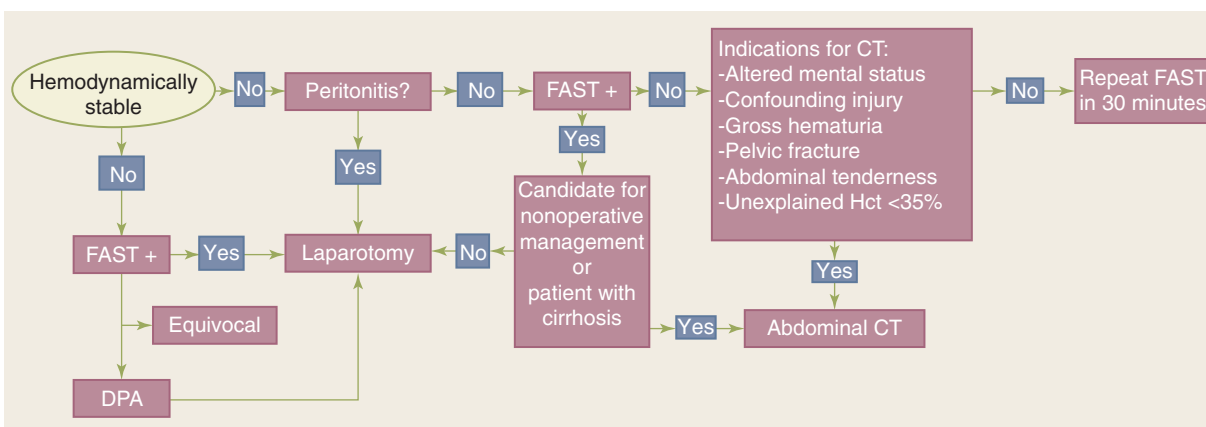 Hemodynamically
stable
No
Peritonitis?
No
FAST +
No
Indications for CT:
-Altered mental status
-Confounding injury
-Gross hematuria
-Pelvic fracture
-Abdominal tenderness
-Unexplained Hct <35%
No
Repeat FAST
in 30 minutes
No
Yes
Yes
Candidate for
nonoperative
management
or
patient with
cirrhosis
FAST +
Yes
Laparotomy
No
Yes
Equivocal
Yes
Abdominal CT
DPA